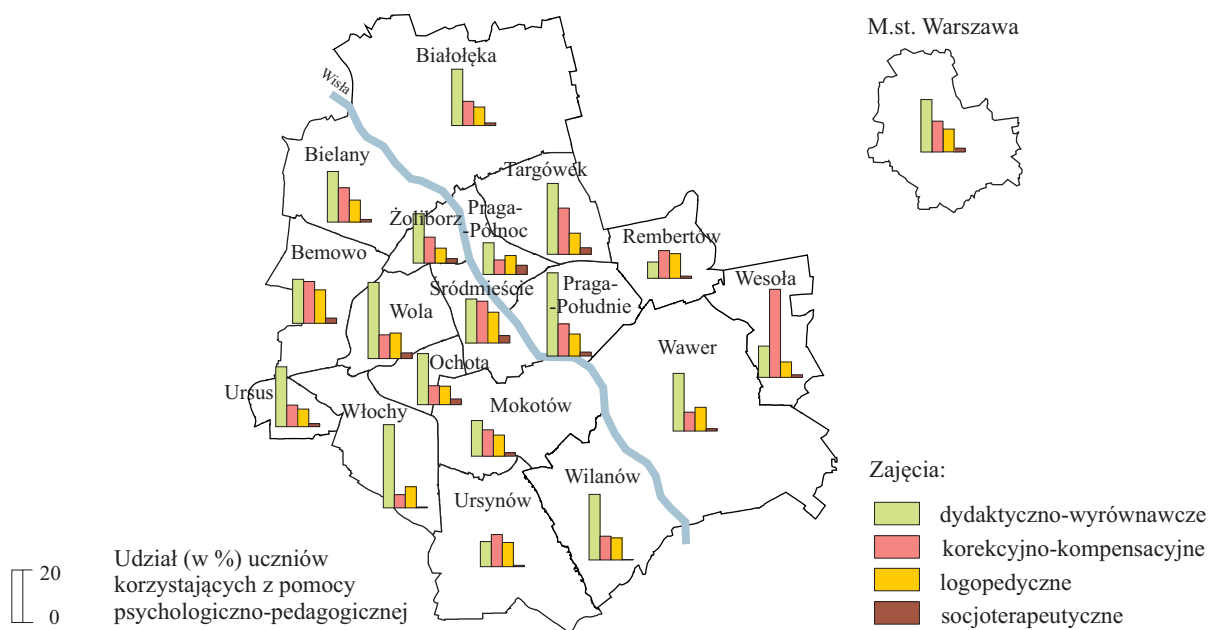 M.st. Warszawa
Białołęka
Wisła
Bielany
Targówek
Żoliborz
Praga-
-Północ
Rembertów
Bemowo
Wesoła
Śródmieście
Praga-
-Południe
Wola
Wawer
Ochota
Ursus
Włochy
Mokotów
Wilanów
Ursynów
Zajęcia:
dydaktyczno-wyrównawcze
korekcyjno-kompensacyjne
logopedyczne
socjoterapeutyczne
20
0
Udział (w %) uczniów
korzystających z pomocy
psychologiczno-pedagogicznej